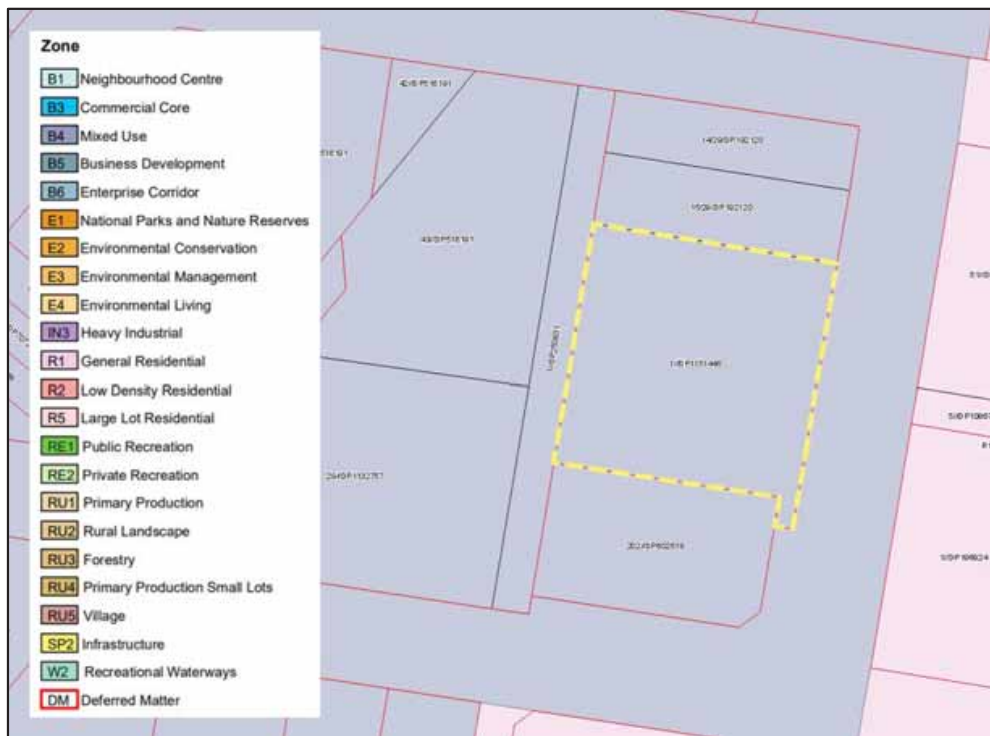 Zone
B1 Neighbourhood Centre
B3 Commercial Core
B4 Mixed Use
B5 Business Development
B6 Enterprise Corridor
E1 National Parks and Nature Reserves
E2 Environmental Conservation
E3 Environmental Management
E4 Environmental Living
IN3 Heavy Industrial
R1 General Residential
R2 Low Density Residential
R5 Large Lot Residential
RE1 Public Recreation
RE2 Private Recreation
RU1 Primary Production
RU2 Rural Landscape
RU3 Forestry
RU4 Primary Production Small Lots
RU5 Village
SP2 Infrastructure
W2 Recreational Waterways
DM Deferred Matter